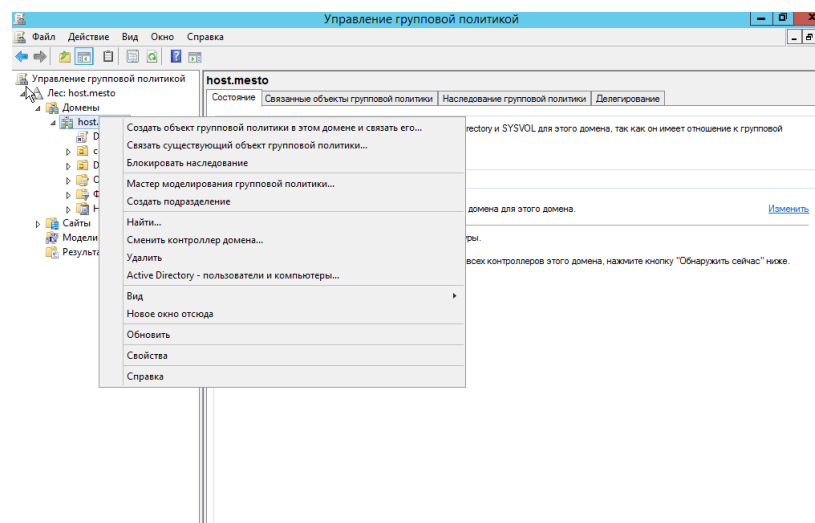 Управление групповой политикой
Файл Действие Вид Окно Справка
Управление групповой политикой
Лес: host.mesto
Домены
host.
D
c
D
С
Ф
Н
Сайты
Модели
Результа
host.mesto
Состояние Связанные объекты групповой политики Наследование групповой политики Делегирование
rectory и SYSVOL для этого домена, так как он имеет отношение к групповой
домена для этого домена. Изменить
ры.
всех контроллеров этого домена, нажмите кнопку "Обнаружить сейчас" ниже.
Создать объект групповой политики в этом домене и связать его...
Связать существующий объект групповой политики...
Блокировать наследование
Мастер моделирования групповой политики...
Создать подразделение
Найти...
Сменить контроллер домена...
Удалить
Active Directory - пользователи и компьютеры...
Вид
Новое окно отсюда
Обновить
Свойства
Справка